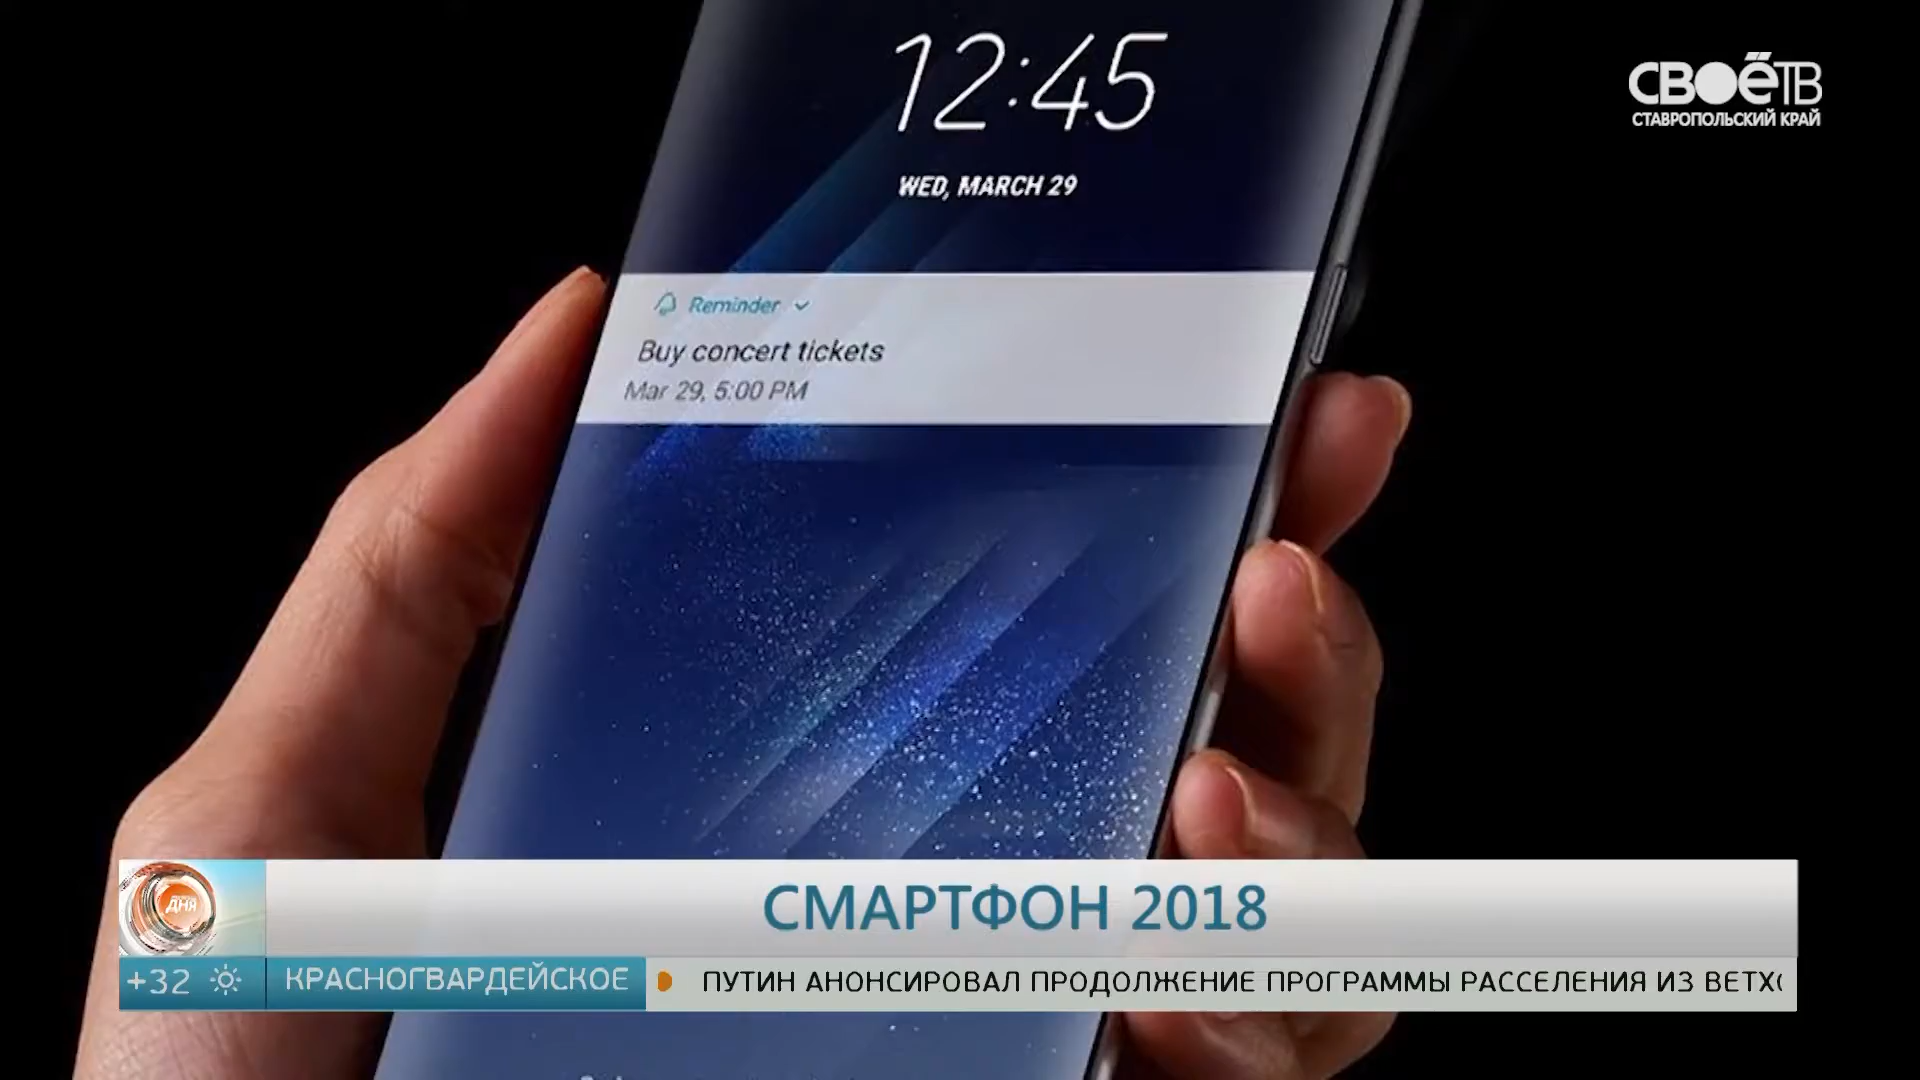 12:45
СВОЁТВ
СТАВРОПОЛЬСКИЙ КРАЙ
WED, MARCH 29
Reminder
Buy concert tickets
Mar 29, 5:00 PM
СМАРТФОН 2018
ДНЯ
+32 КРАСНОГВАРДЕЙСКОЕ ПУТИН АНОНСИРОВАЛ ПРОДОЛЖЕНИЕ ПРОГРАММЫ РАССЕЛЕНИЯ ИЗ